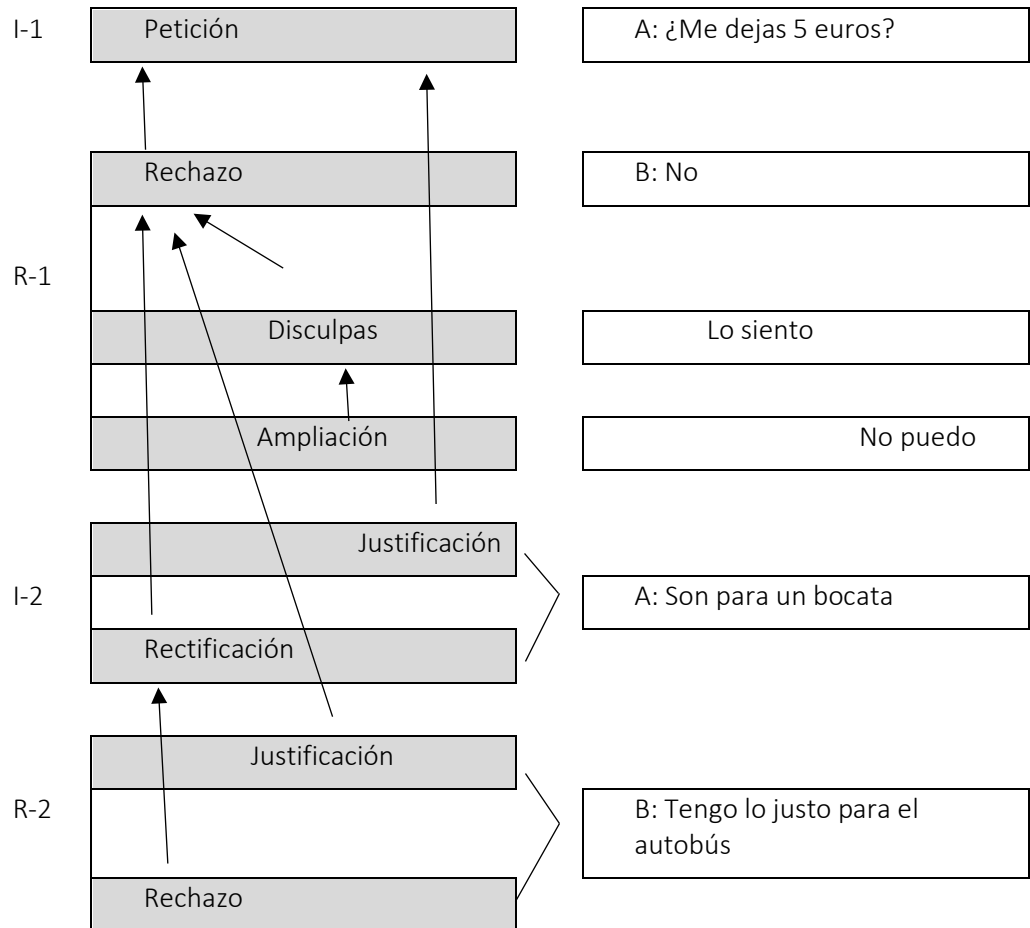 I-1 Petición A: ¿Me dejas 5 euros?
Rechazo B: No
R-1
Disculpas Lo siento
Ampliación No puedo
Justificación
I-2 A: Son para un bocata
Rectificación
Justificación
R-2 B: Tengo lo justo para el
autobús
Rechazo